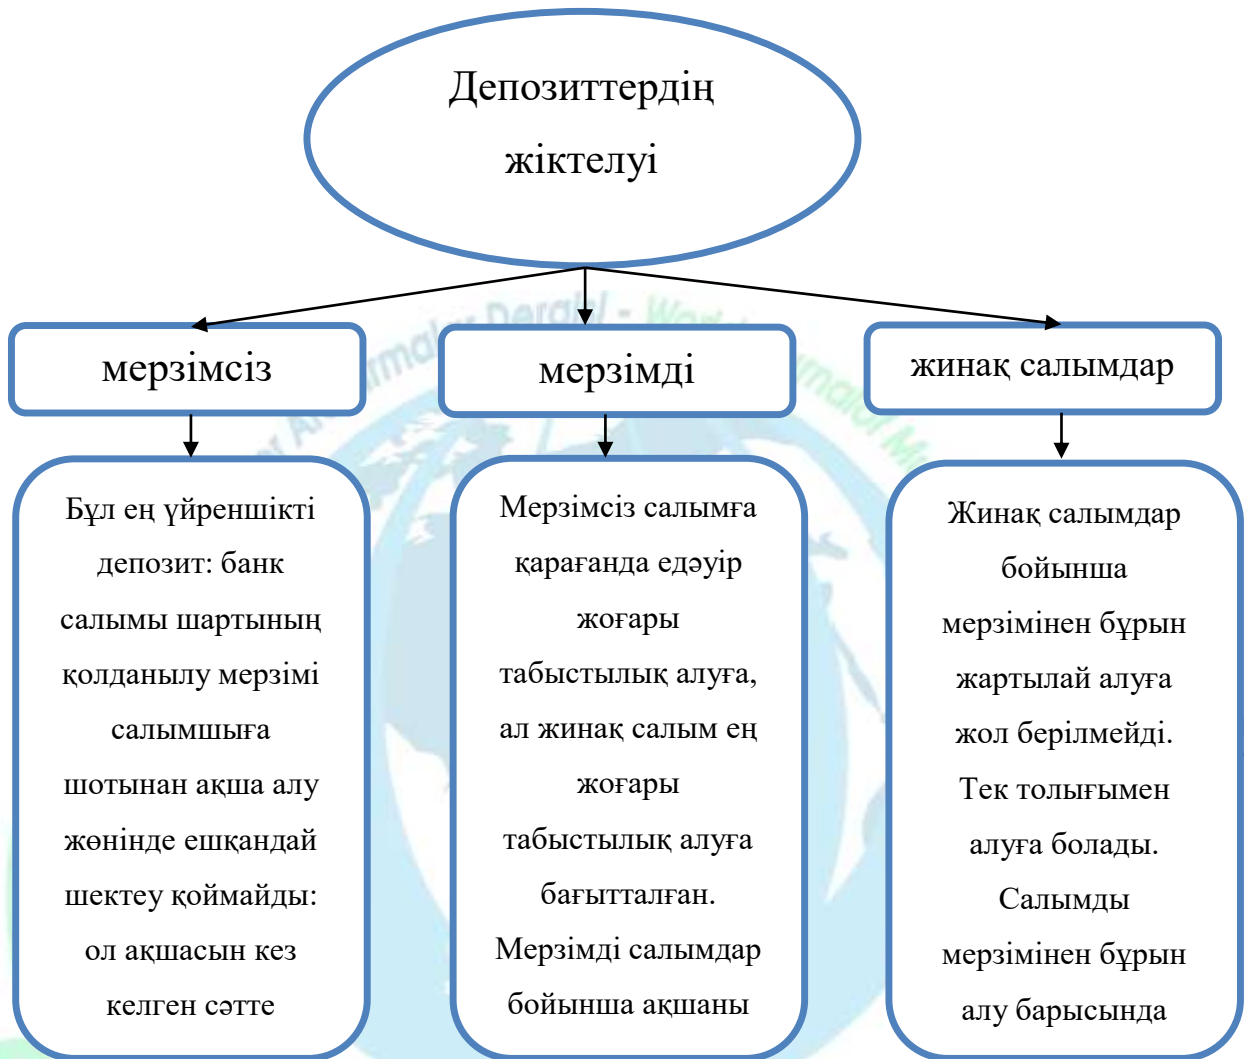 Депозиттердің
жіктелуі
мерзімсіз
мерзімді
жинақ салымдар
Бұл ең үйреншікті
депозит: банк
салымы шартының
қолданылу мерзімі
салымшыға
шотынан ақша алу
жөнінде ешқандай
шектеу қоймайды:
ол ақшасын кез
келген сәтте
Мерзімсіз салымға
қарағанда едәуір
жоғары
табыстылық алуға,
ал жинақ салым ең
жоғары
табыстылық алуға
бағытталған.
Мерзімді салымдар
бойынша ақшаны
Жинақ салымдар
бойынша
мерзімінен бұрын
жартылай алуға
жол берілмейді.
Тек толығымен
алуға болады.
Салымды
мерзімінен бұрын
алу барысында